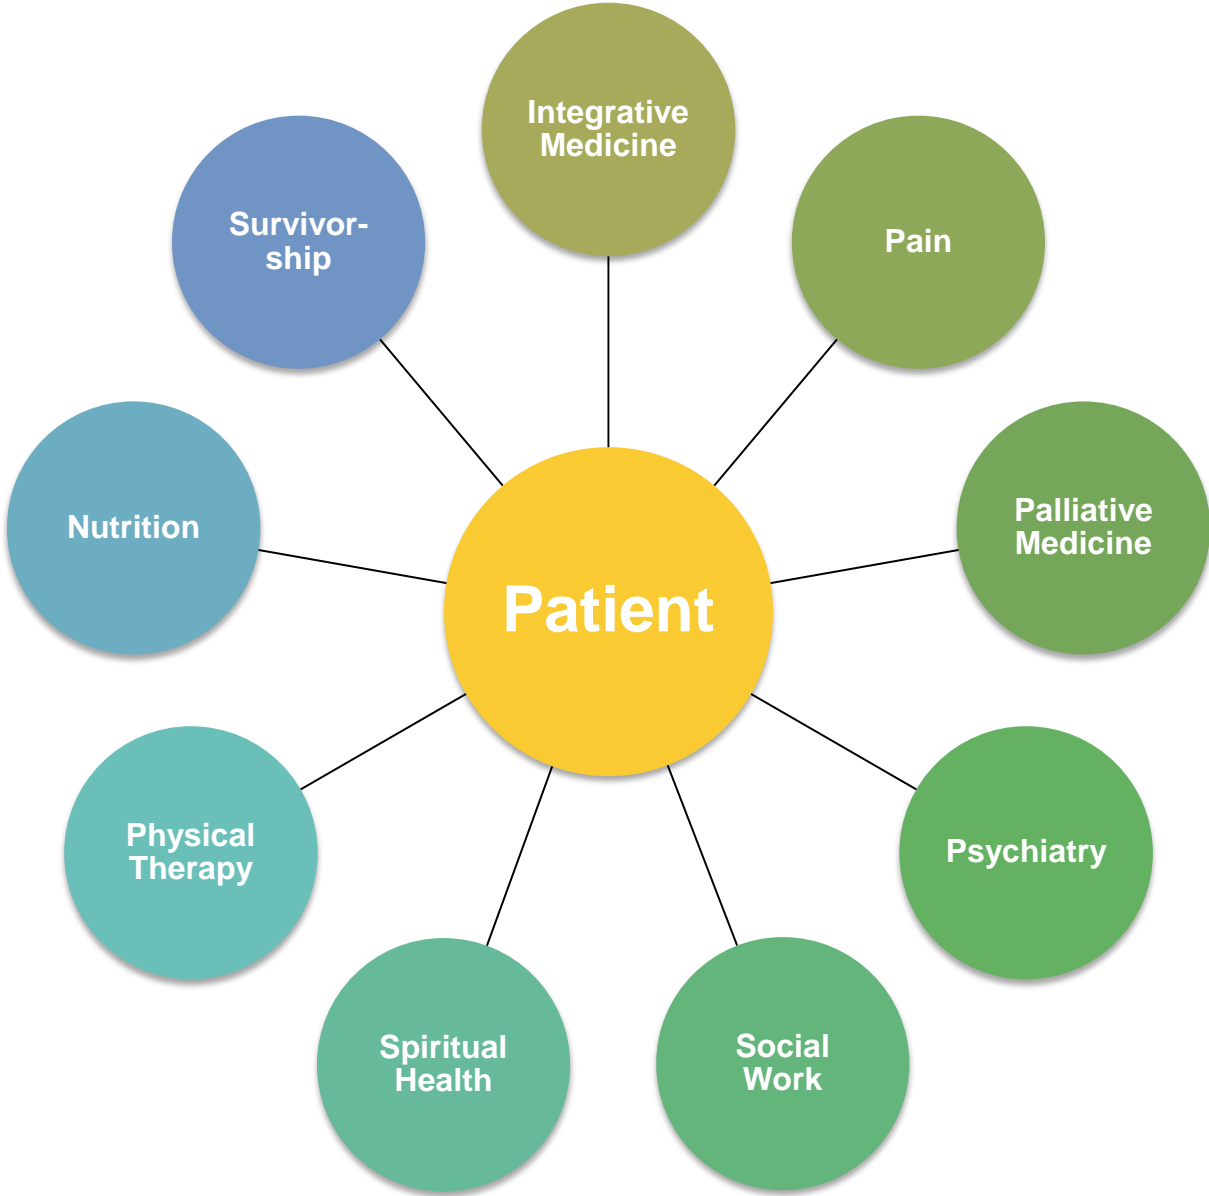 Integrative
Medicine
Pain
Palliative
Medicine
Psychiatry
Social
Work
Spiritual
Health
Physical
Therapy
Nutrition
Survivor-
ship
Patient